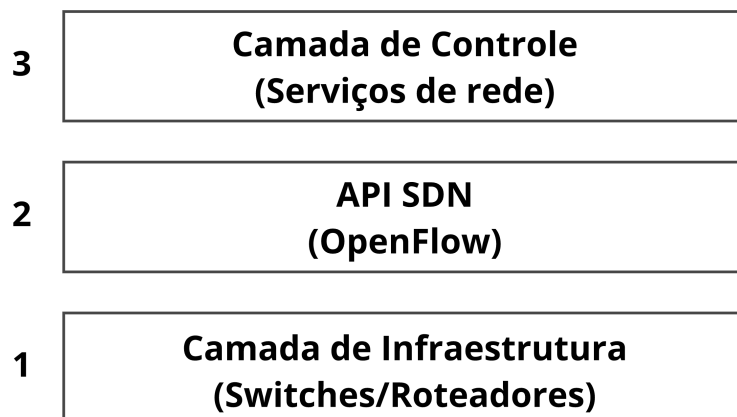 3
Camada de Controle
(Serviços de rede)
2
API SDN
(OpenFlow)
1
Camada de Infraestrutura
(Switches/Roteadores)